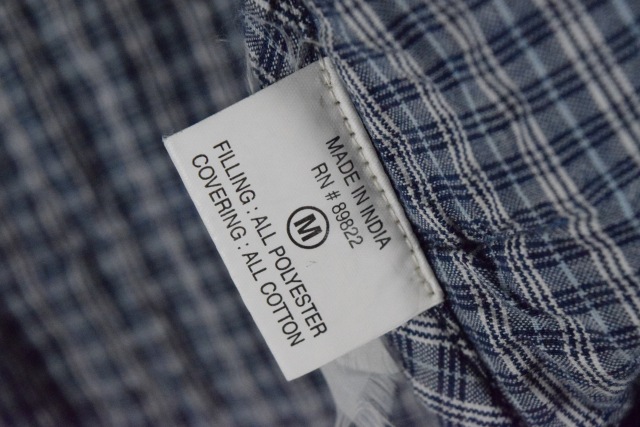 MADE IN INDIA
RN # 89822
M
FILLING : ALL POLYESTER
COVERING : ALL COTTON